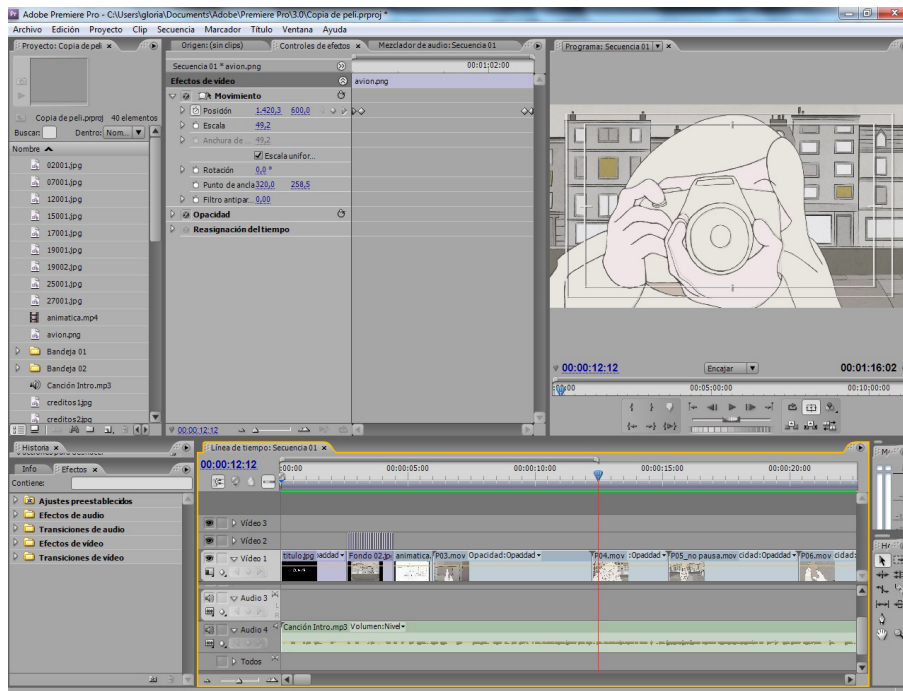 Adobe Premiere Pro - C:\Users\gloria\Documents\Adobe\Premiere Pro\3.0\Copia de peli.prproj *
Archivo Edición Proyecto Clip Secuencia Marcador Título Ventana Ayuda
Proyecto: Copia de peli
Origen: (sin clips)
Controles de efectos
Mezclador de audio: Secuencia 01
Programa: Secuencia 01
Secuencia 01 * avion.png
00:01:02:00
Efectos de vídeo
avion.png
Movimiento
Posición 1.420,3 600,0
Escala 49,2
Anchura de ... 49,2
Escala unifor...
Rotación 0,0 °
Punto de ancla 320,0 258,5
Filtro antipar... 0,00
Opacidad
Reasignación del tiempo
00:00:12:12
Copia de peli.prproj 40 elementos
Buscar: Dentro: Nom...
Nombre
02001.jpg
07001.jpg
12001.jpg
15001.jpg
17001.jpg
19001.jpg
19002.jpg
25001.jpg
27001.jpg
animatica.mp4
avion.png
Bandeja 01
Bandeja 02
Canción Intro.mp3
creditos1jpg
creditos2jpg
00:00:12:12 Encajar 00:01:16:02
00:00 00:05:00:00 00:10:00:00
Historia
Info Efectos
Contiene:
Ajustes preestablecidos
Efectos de audio
Transiciones de audio
Efectos de vídeo
Transiciones de vídeo
Línea de tiempo: Secuencia 01
00:00:12:12
:00:00 00:00:05:00 00:00:10:00 00:00:15:00 00:00:20:00
Vídeo 3
Vídeo 2
Vídeo 1
titulo.jpg pacidad Fondo 02.jp animatica. P03.mov Opacidad:Opacidad P04.mov :Opacidad P05_no pausa.mov cidad:Opacidad P06.mov cidad:
Audio 3
Audio 4
Canción Intro.mp3 Volumen:Nivel
Todos